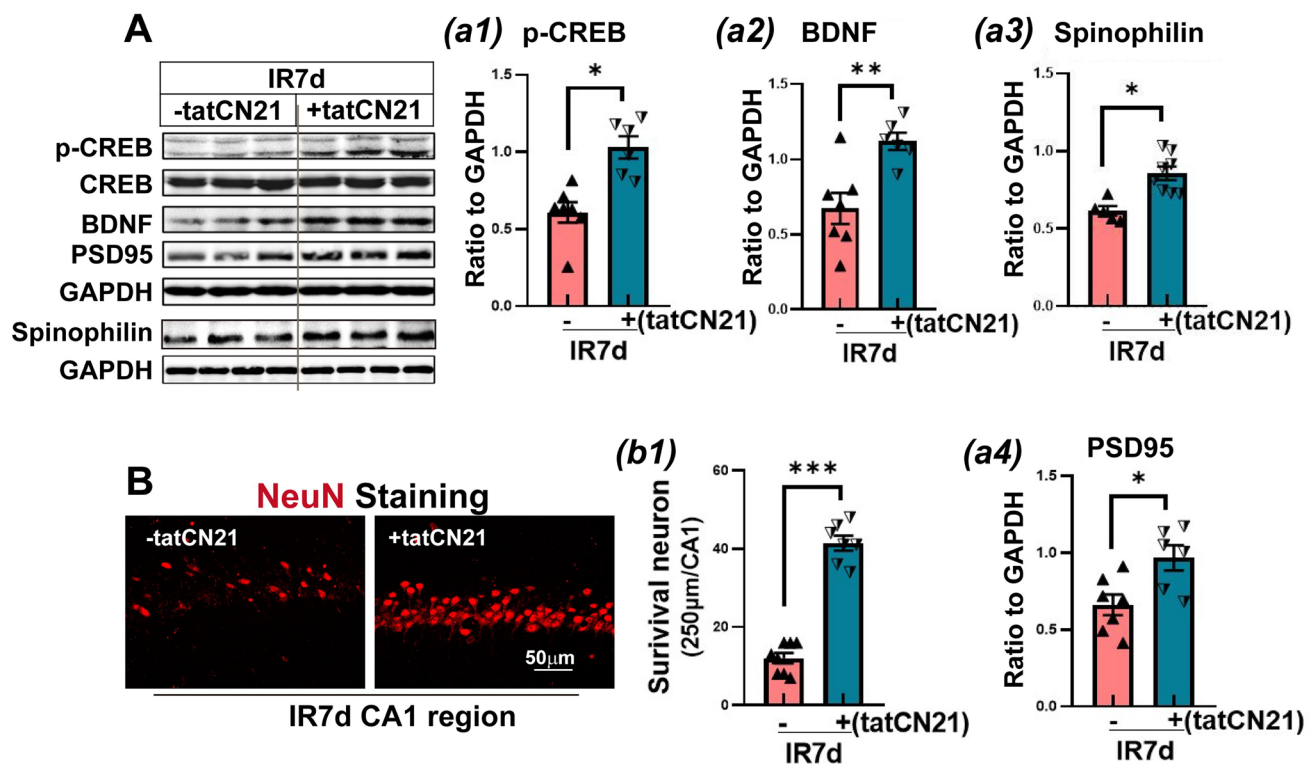 A
IR7d
-tatCN21 +tatCN21
p-CREB
CREB
BDNF
PSD95
GAPDH
Spinophilin
GAPDH
(a1) p-CREB
Ratio to GAPDH
1.5
1.0
0.5
0.0
*
- +(tatCN21)
IR7d
(a2) BDNF
Ratio to GAPDH
1.5
1.0
0.5
0.0
**
- +(tatCN21)
IR7d
(a3) Spinophilin
Ratio to GAPDH
1.5
1.0
0.5
0.0
*
- +(tatCN21)
IR7d
B
NeuN Staining
-tatCN21
+tatCN21
50µm
IR7d CA1 region
(b1)
Surivival neuron
(250µm/CA1)
60
40
20
0
***
- +(tatCN21)
IR7d
(a4) PSD95
Ratio to GAPDH
1.5
1.0
0.5
0.0
*
- +(tatCN21)
IR7d